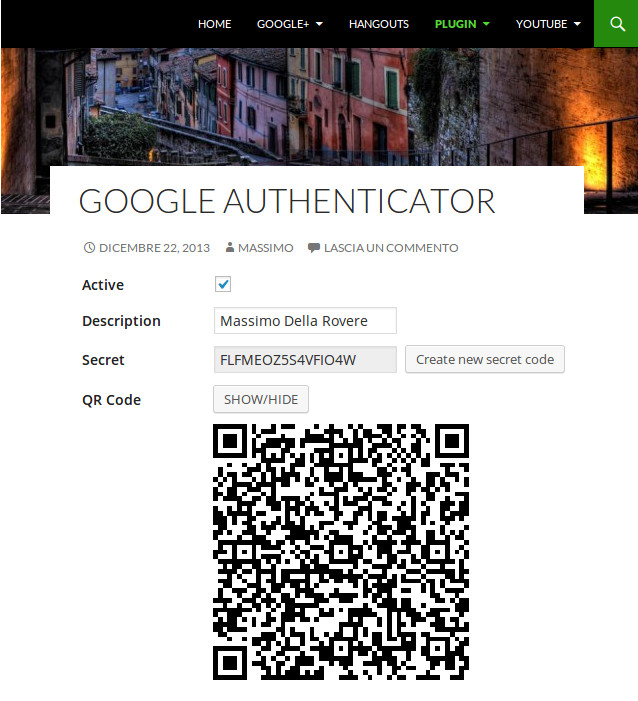 HOME GOOGLE+ HANGOUTS PLUGIN YOUTUBE
GOOGLE AUTHENTICATOR
DICEMBRE 22, 2013 MASSIMO LASCIA UN COMMENTO
Active
Description Massimo Della Rovere
Secret FLFMEOZ5S4VFIO4W Create new secret code
QR Code SHOW/HIDE